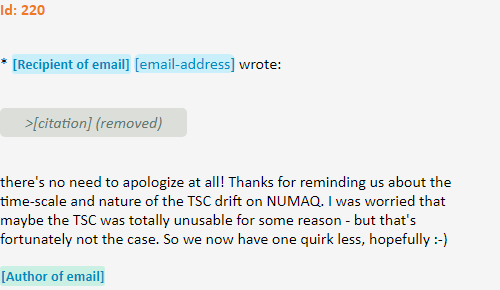 Id: 220
* [Recipient of email] [email-address] wrote:
>[citation] (removed)
there's no need to apologize at all! Thanks for reminding us about the
time-scale and nature of the TSC drift on NUMAQ. I was worried that
maybe the TSC was totally unusable for some reason - but that's
fortunately not the case. So we now have one quirk less, hopefully :-)
[Author of email]